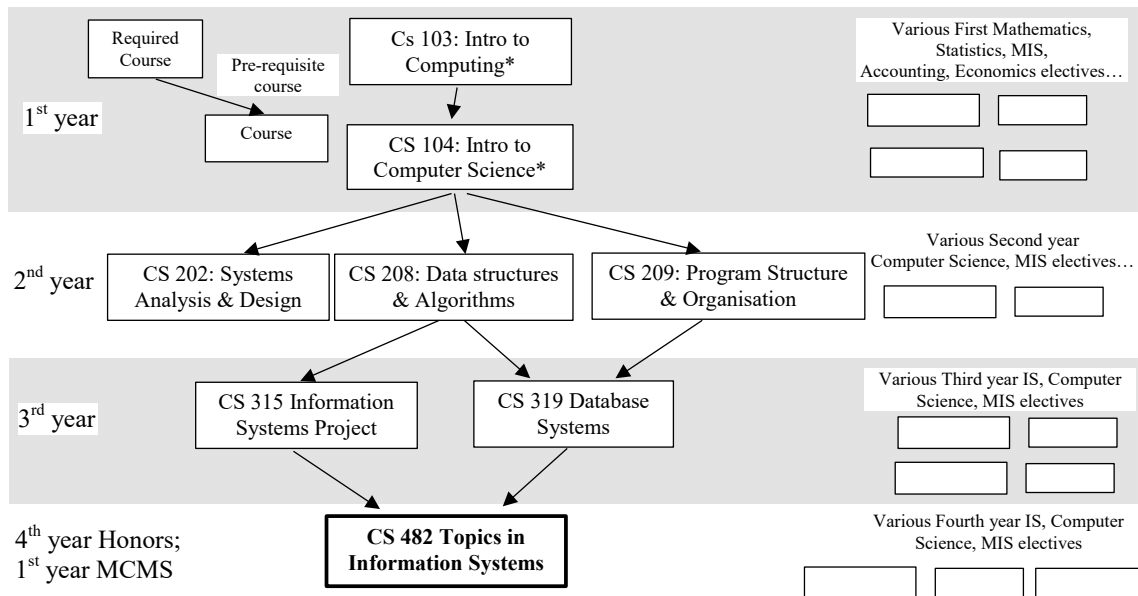 Required
Course
Pre-requisite
course
Course
1st year
Cs 103: Intro to
Computing*
CS 104: Intro to
Computer Science*
Various First Mathematics,
Statistics, MIS,
Accounting, Economics electives…
2nd year
CS 202: Systems
Analysis & Design
CS 208: Data structures
& Algorithms
CS 209: Program Structure
& Organisation
Various Second year
Computer Science, MIS electives…
3rd year
CS 315 Information
Systems Project
CS 319 Database
Systems
Various Third year IS, Computer
Science, MIS electives
4th year Honors;
1st year MCMS
CS 482 Topics in
Information Systems
Various Fourth year IS, Computer
Science, MIS electives